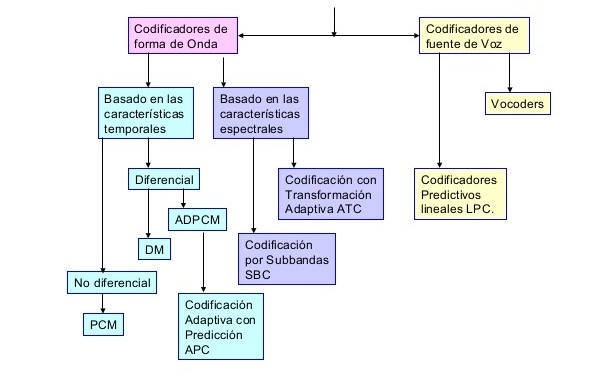 Codificadores de
forma de Onda
Codificadores de
fuente de Voz
Basado en las
características
temporales
Basado en las
características
espectrales
Vocoders
Diferencial
Codificación con
Transformación
Adaptiva ATC
Codificadores
Predictivos
lineales LPC.
ADPCM
DM
Codificación
por Subbandas
SBC
No diferencial
PCM
Codificación
Adaptiva con
Predicción
APC